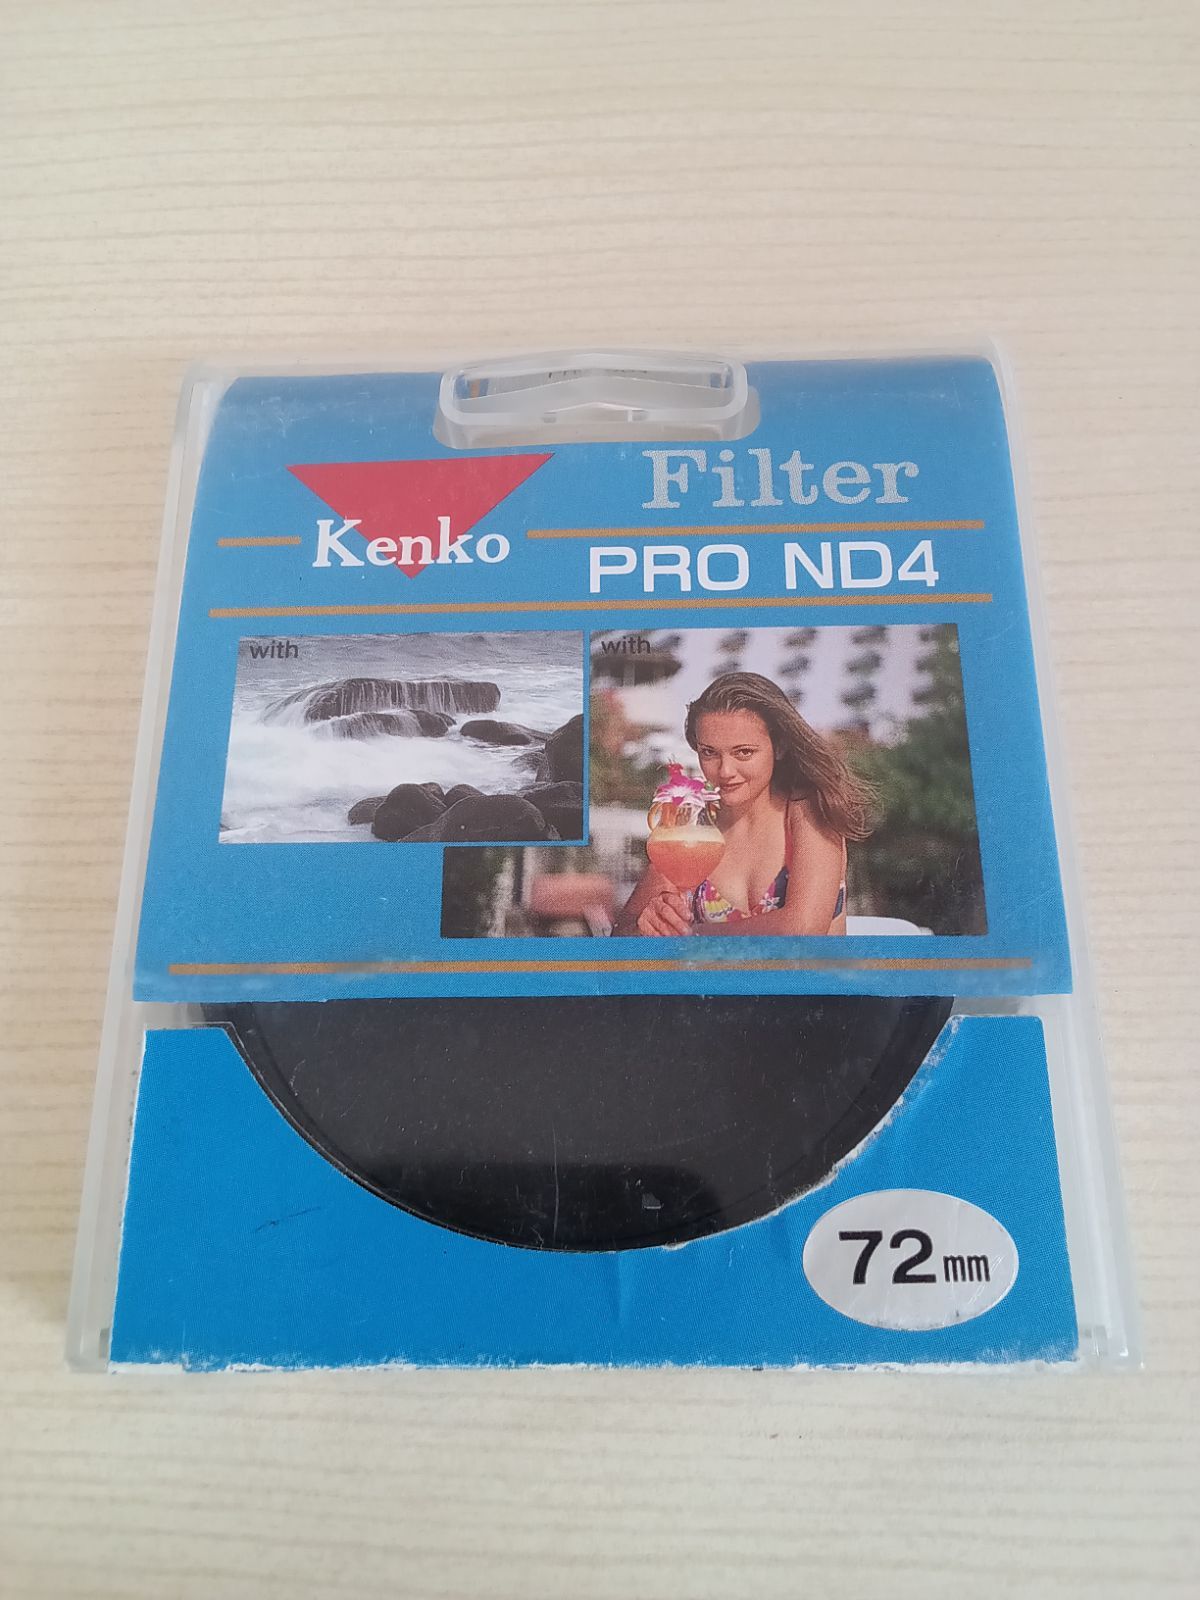 Filter
Kenko
PRO ND4
with
with
72mm